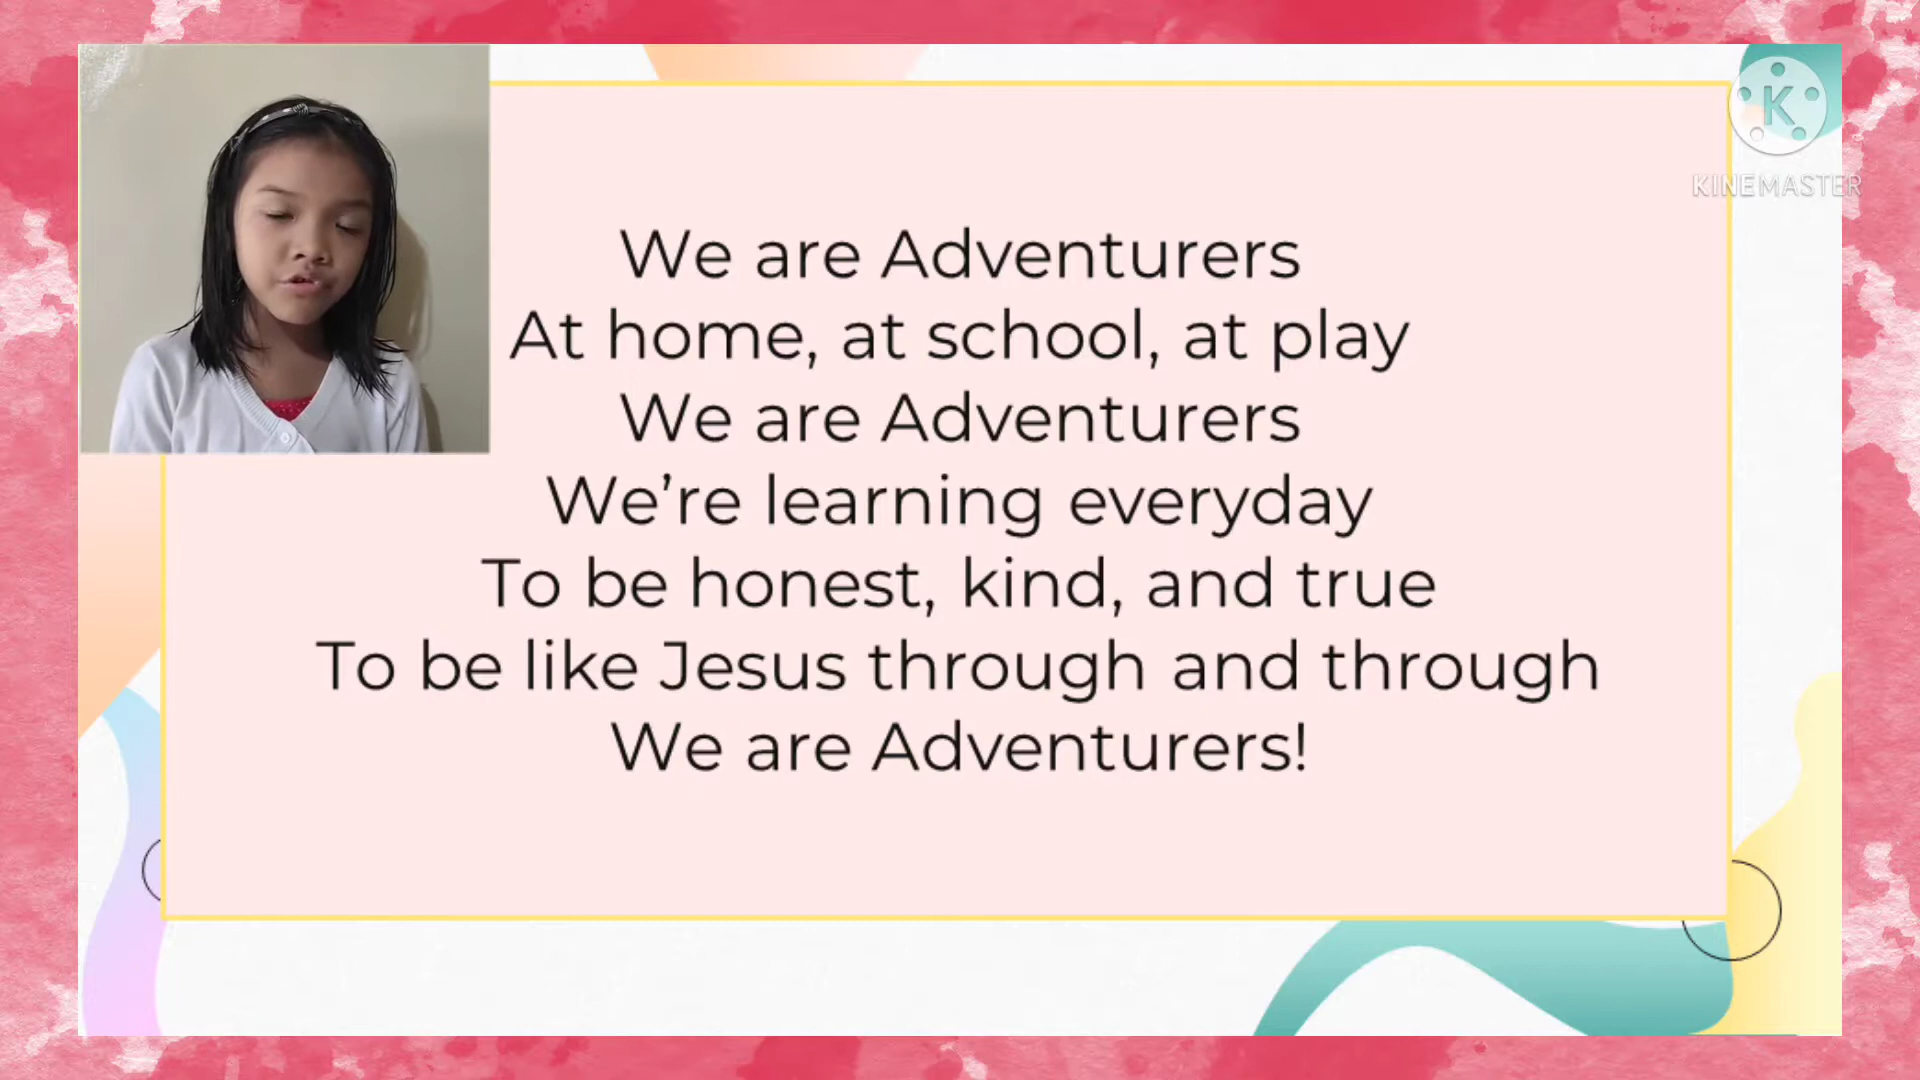 K
KINEMASTER
We are Adventurers
At home, at school, at play
We are Adventurers
We’re learning everyday
To be honest, kind, and true
To be like Jesus through and through
We are Adventurers!